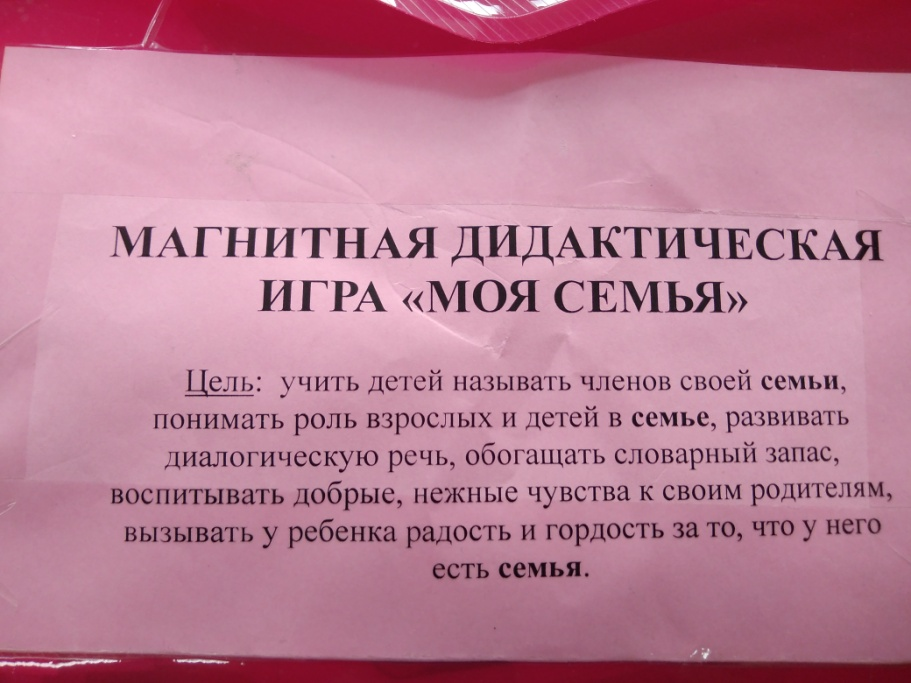 МАГНИТНАЯ ДИДАКТИЧЕСКАЯ
ИГРА «МОЯ СЕМЬЯ»
Цель: учить детей называть членов своей семьи,
понимать роль взрослых и детей в семье, развивать
диалогическую речь, обогащать словарный запас,
воспитывать добрые, нежные чувства к своим родителям,
вызывать у ребенка радость и гордость за то, что у него
есть семья.